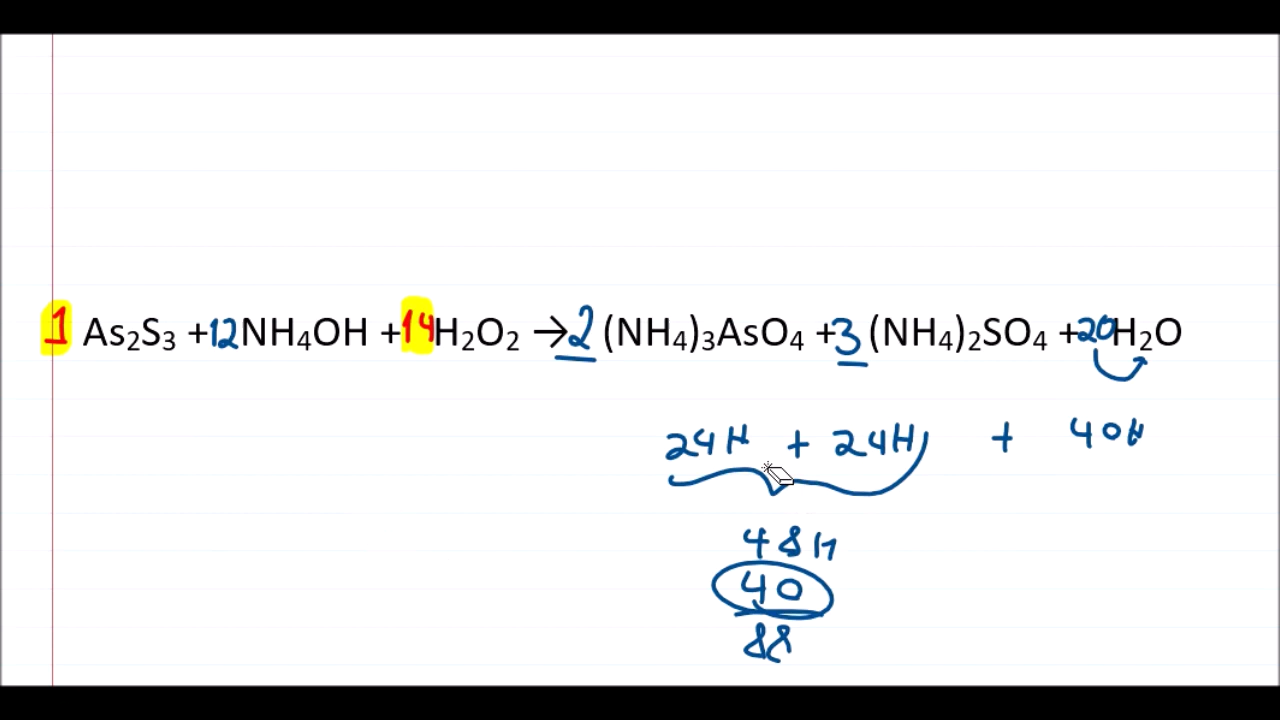 1 As₂S₃ +12NH₄OH +14H₂O₂ →2 (NH₄)₃AsO₄ +3 (NH₄)₂SO₄ +20H₂O
24H + 24H + 40H
48H
40
88